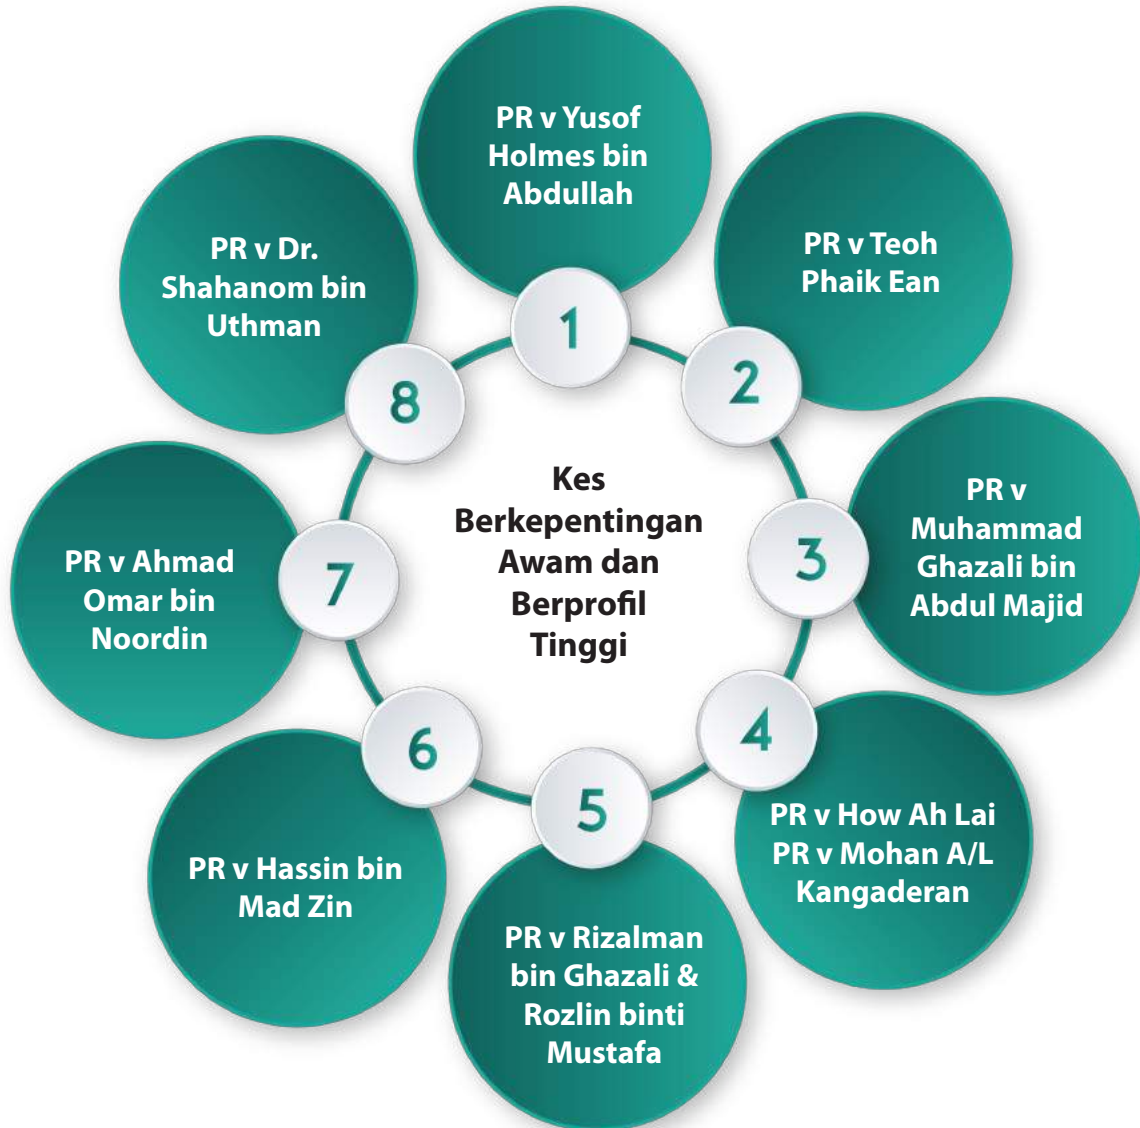 Kes
Berkepentingan
Awam dan
Berprofil
Tinggi
1
PR v Yusof
Holmes bin
Abdullah
2
PR v Teoh
Phaik Ean
3
PR v
Muhammad
Ghazali bin
Abdul Majid
4
PR v How Ah Lai
PR v Mohan A/L
Kangaderan
5
PR v Rizalman
bin Ghazali &
Rozlin binti
Mustafa
6
PR v Hassin bin
Mad Zin
7
PR v Ahmad
Omar bin
Noordin
8
PR v Dr.
Shahanom bin
Uthman